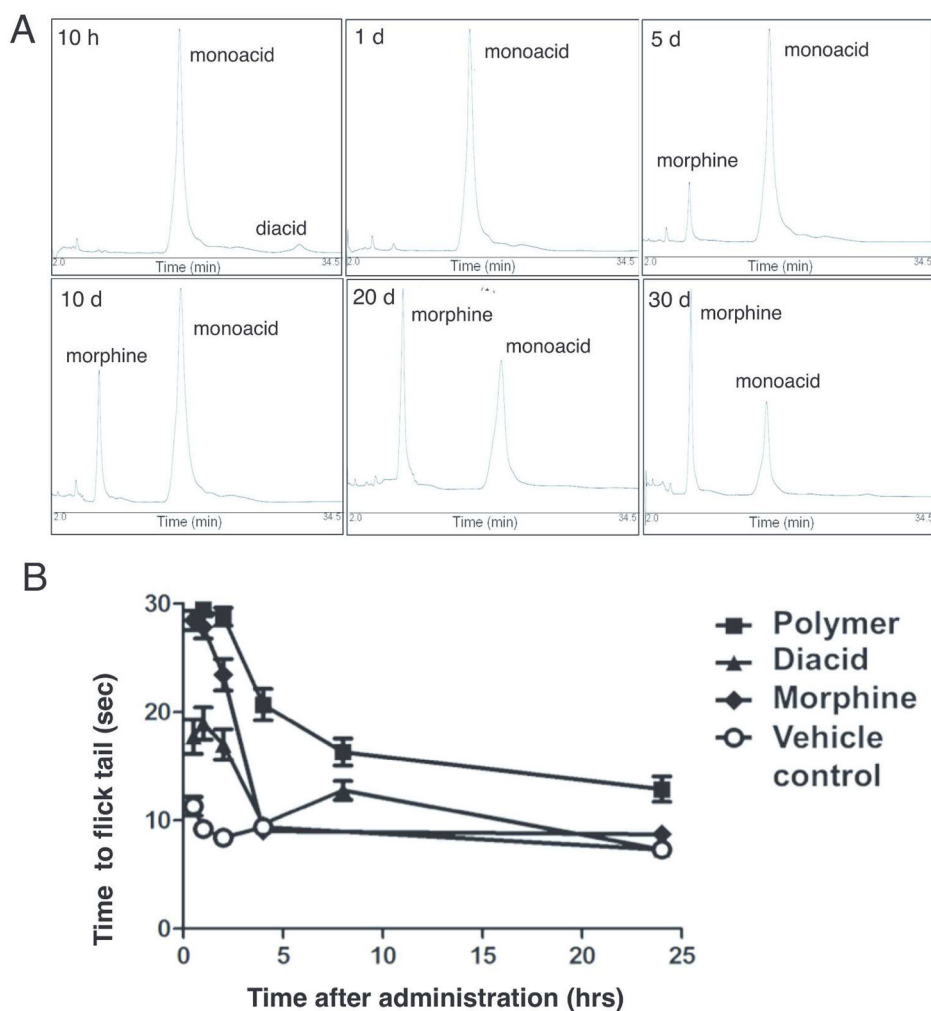 A
10 h
monoacid
diacid
2.0
Time (min)
34.5
1 d
monoacid
2.0
Time (min)
34.5
5 d
monoacid
morphine
2.0
Time (min)
34.5
10 d
monoacid
morphine
2.0
Time (min)
34.5
20 d
morphine
monoacid
2.0
Time (min)
34.5
30 d
morphine
monoacid
2.0
Time (min)
34.5
B
30
20
10
0
Time to flick tail (sec)
0
5
10
15
20
25
Time after administration (hrs)
Polymer
Diacid
Morphine
Vehicle
control